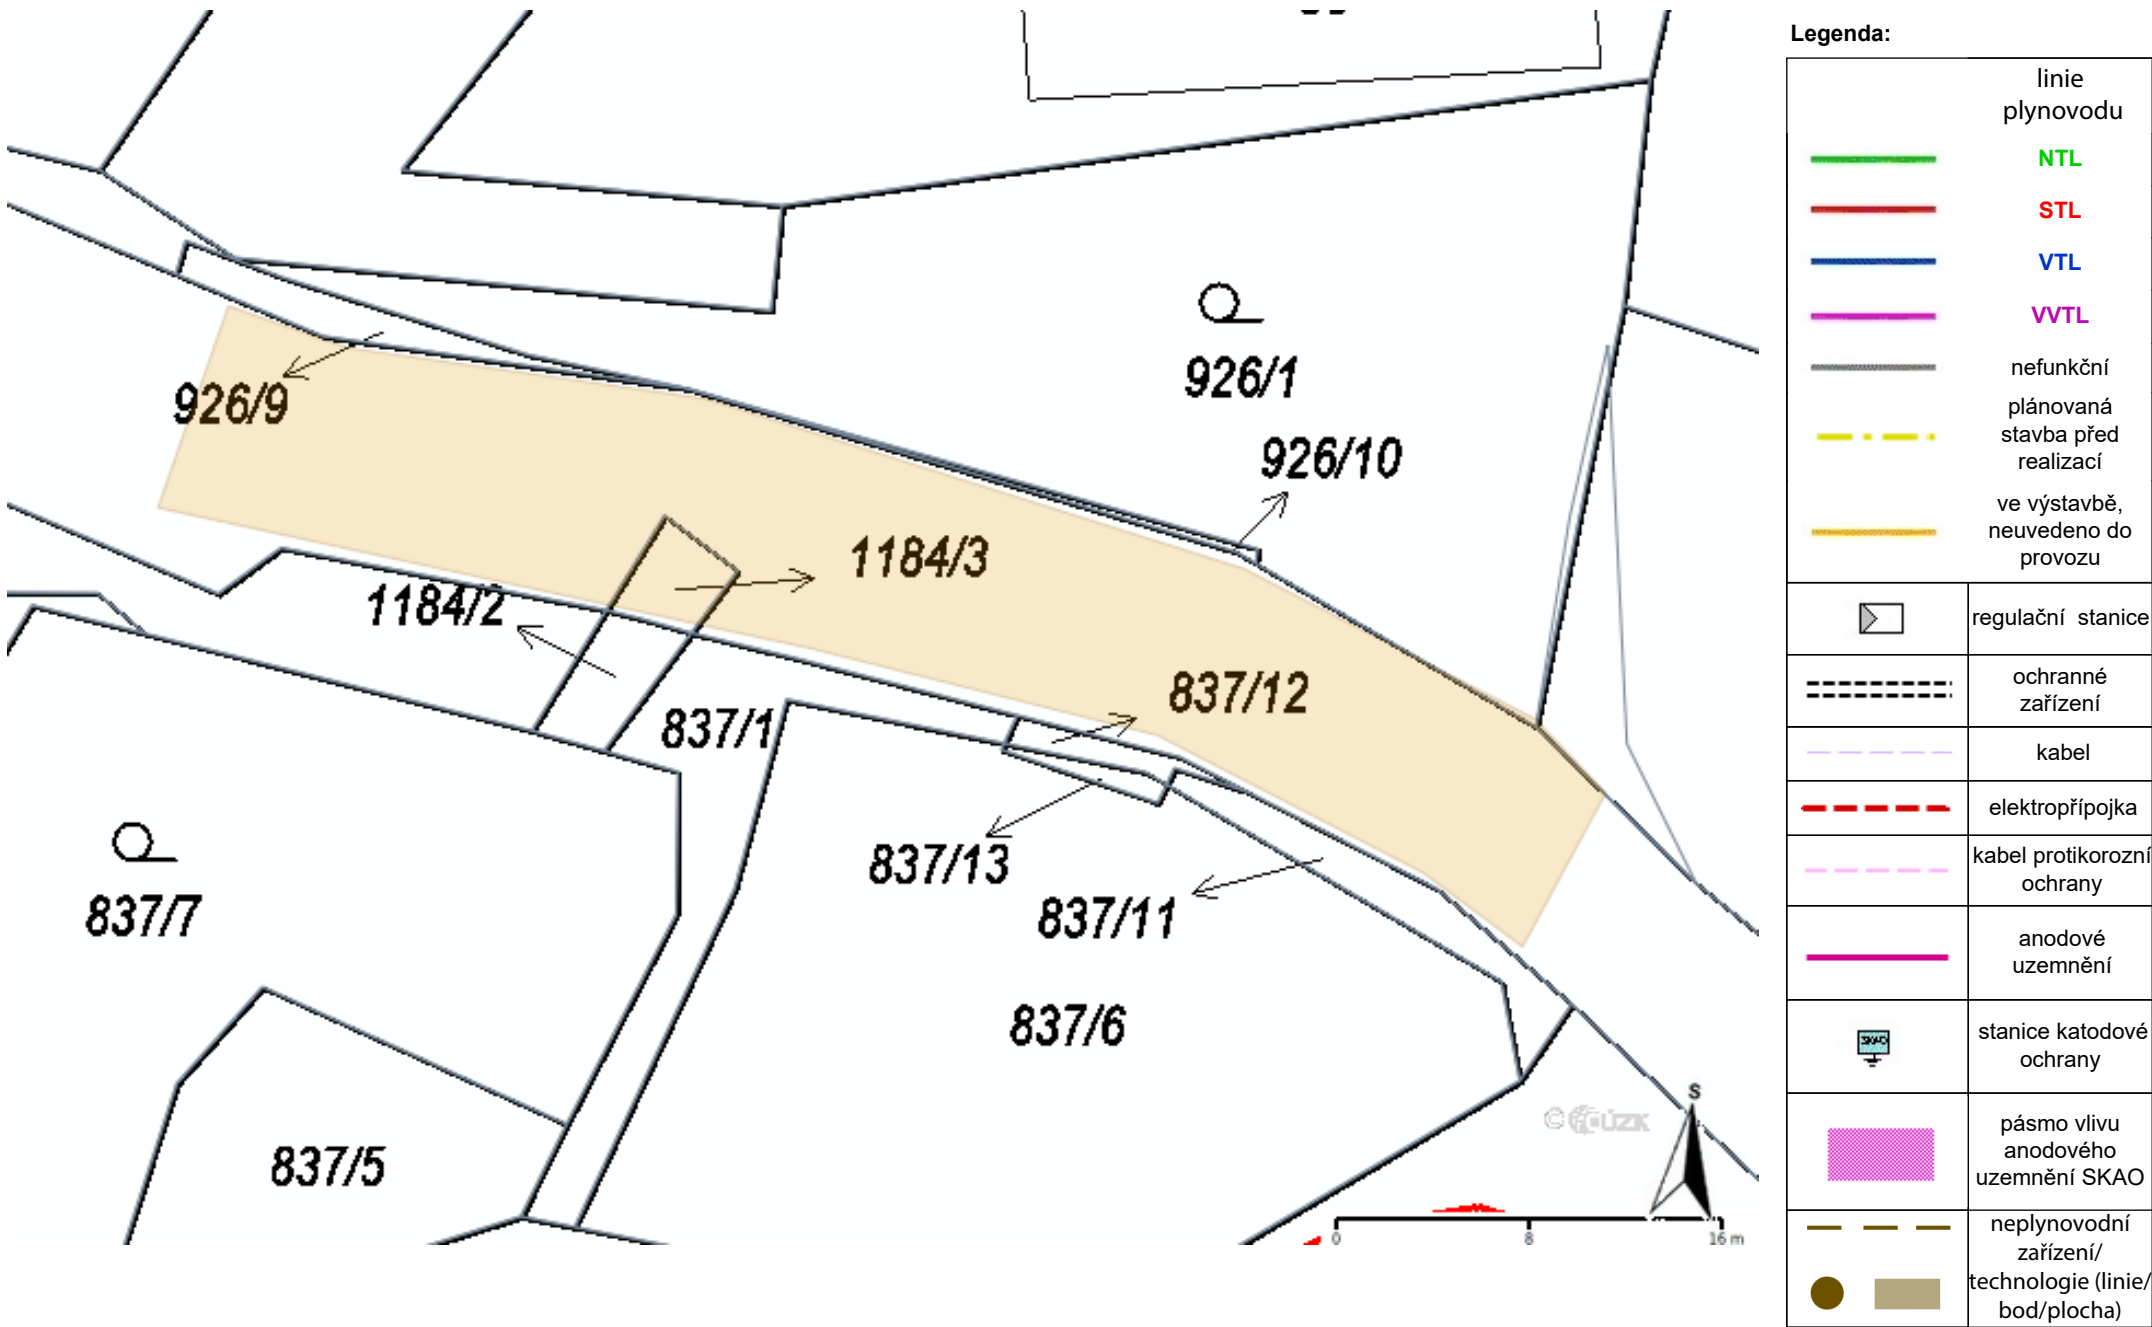 926/9
926/1
926/10
1184/3
1184/2
837/12
837/1
837/13
837/7
837/11
837/6
837/5
© ČÚZK
S
0 8 16 m
Legenda:
linie
plynovodu
NTL
STL
VTL
VVTL
nefunkční
plánovaná
stavba před
realizací
ve výstavbě,
neuvedeno do
provozu
regulační stanice
ochranné
zařízení
kabel
elektropřípojka
kabel protikorozní
ochrany
anodové
uzemnění
SKAO
stanice katodové
ochrany
pásmo vlivu
anodového
uzemnění SKAO
neplynovodní
zařízení/
technologie (linie/
bod/plocha)